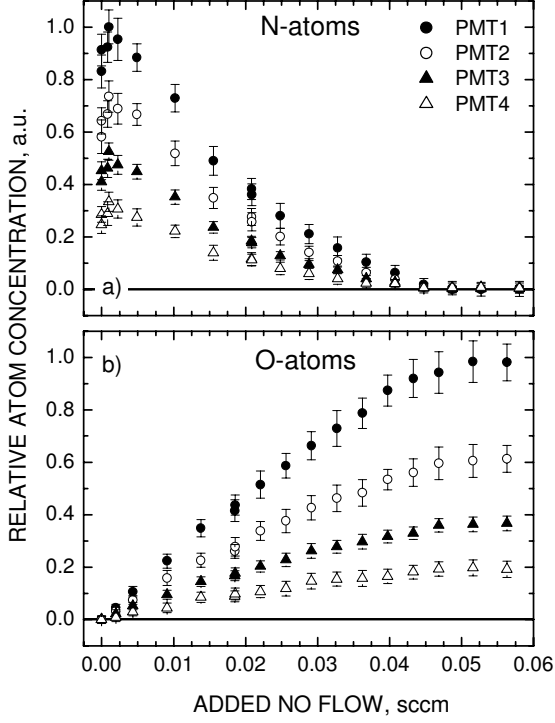 N-atoms
PMT1
PMT2
PMT3
PMT4
1.0
0.8
0.6
0.4
0.2
0.0
a)
RELATIVE ATOM CONCENTRATION, a.u.
b)
O-atoms
1.0
0.8
0.6
0.4
0.2
0.0
0.00 0.01 0.02 0.03 0.04 0.05 0.06
ADDED NO FLOW, sccm